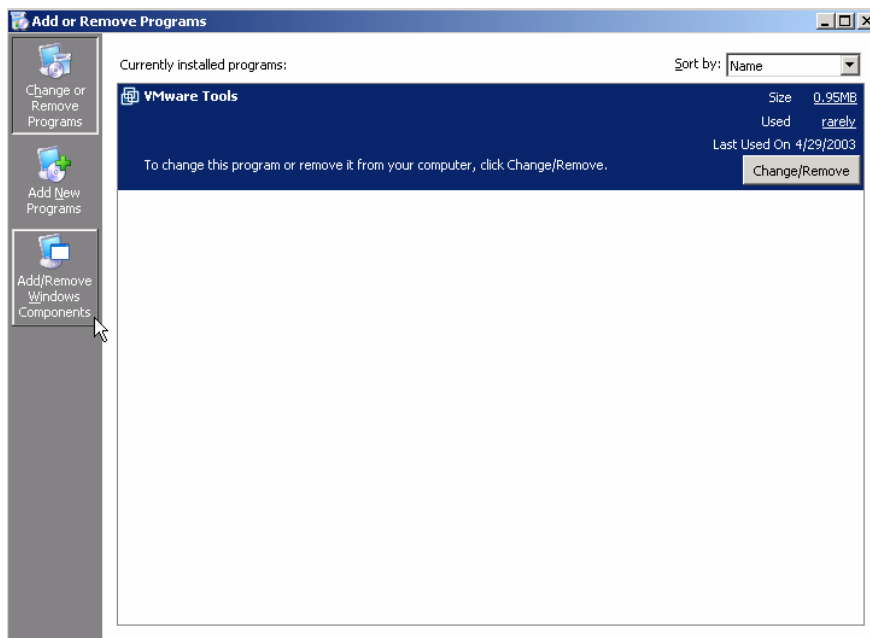 Add or Remove Programs
Change or
Remove
Programs
Add New
Programs
Add/Remove
Windows
Components
Currently installed programs:
Sort by: Name
VMware Tools
Size 0.95MB
Used rarely
Last Used On 4/29/2003
To change this program or remove it from your computer, click Change/Remove.
Change/Remove